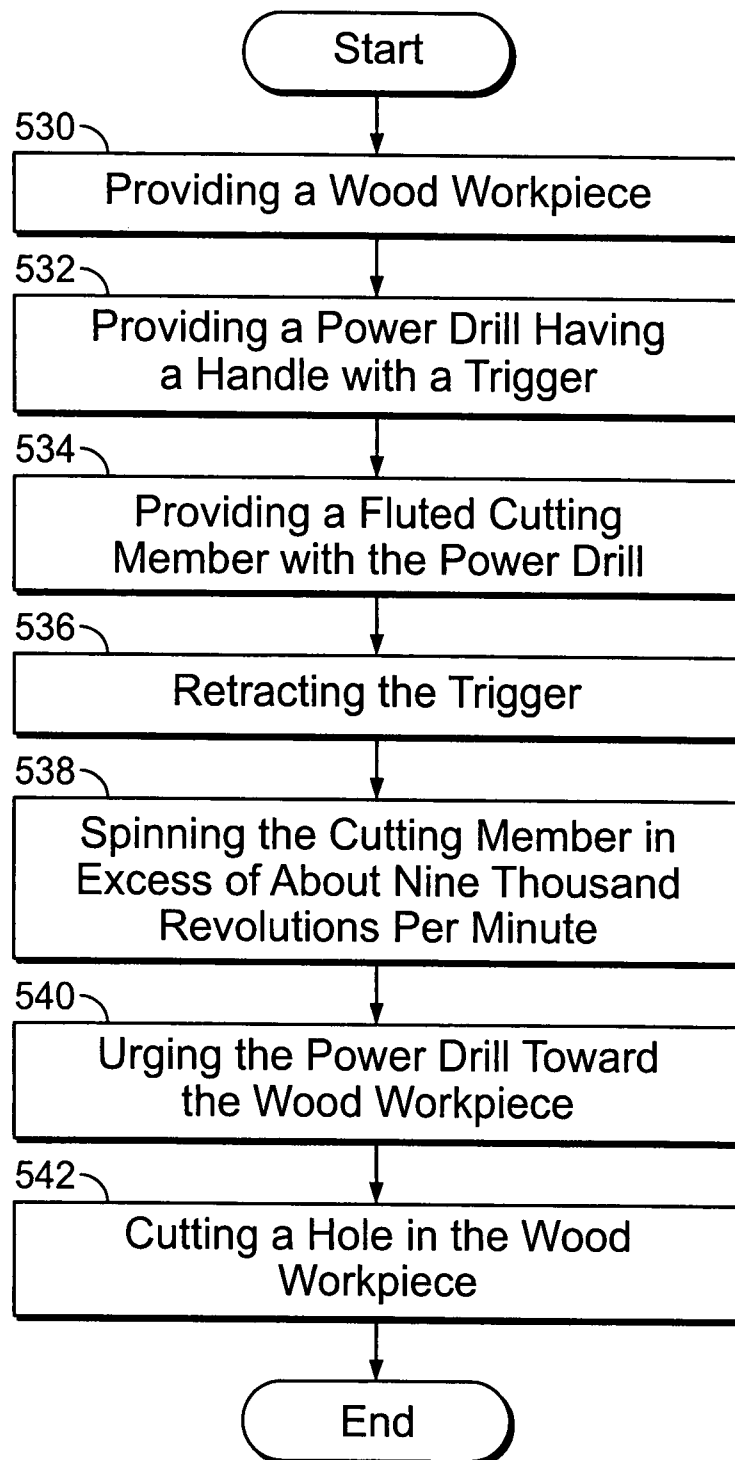 Start
530
Providing a Wood Workpiece
532
Providing a Power Drill Having
a Handle with a Trigger
534
Providing a Fluted Cutting
Member with the Power Drill
536
Retracting the Trigger
538
Spinning the Cutting Member in
Excess of About Nine Thousand
Revolutions Per Minute
540
Urging the Power Drill Toward
the Wood Workpiece
542
Cutting a Hole in the Wood
Workpiece
End